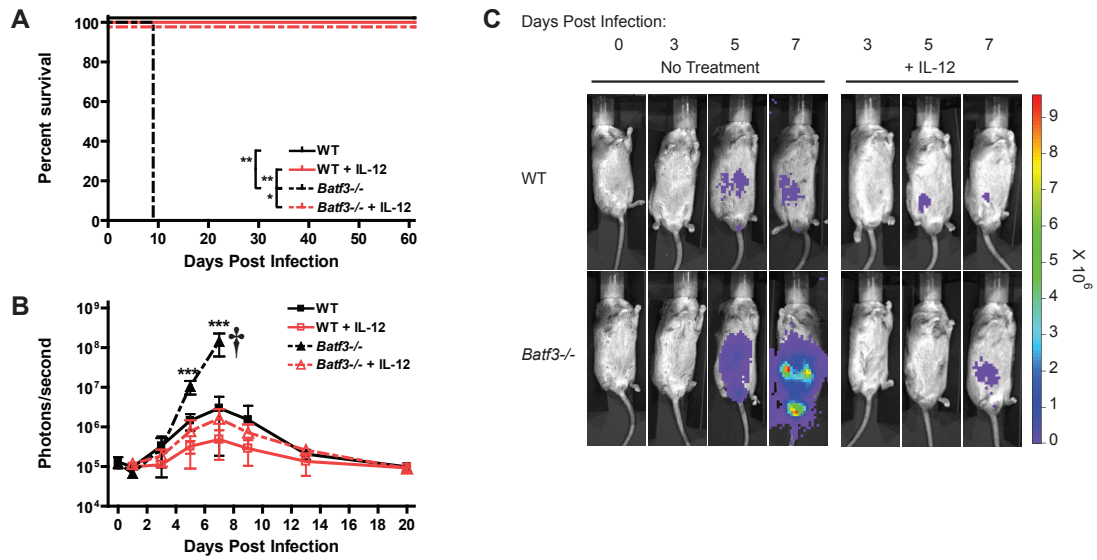 A
Percent survival
100
80
60
40
20
0
0 10 20 30 40 50 60
Days Post Infection
** ** *
WT
WT + IL-12
Batf3-/-
Batf3-/- + IL-12
B
Photons/second
10⁹
10⁸
10⁷
10⁶
10⁵
10⁴
0 2 4 6 8 10 12 14 16 18 20
Days Post Infection
*** *** †
WT
WT + IL-12
Batf3-/-
Batf3-/- + IL-12
C
Days Post Infection:
0 3 5 7 3 5 7
No Treatment + IL-12
WT
Batf3-/-
9
8
7
6
5
4
3
2
1
0
X 10⁶